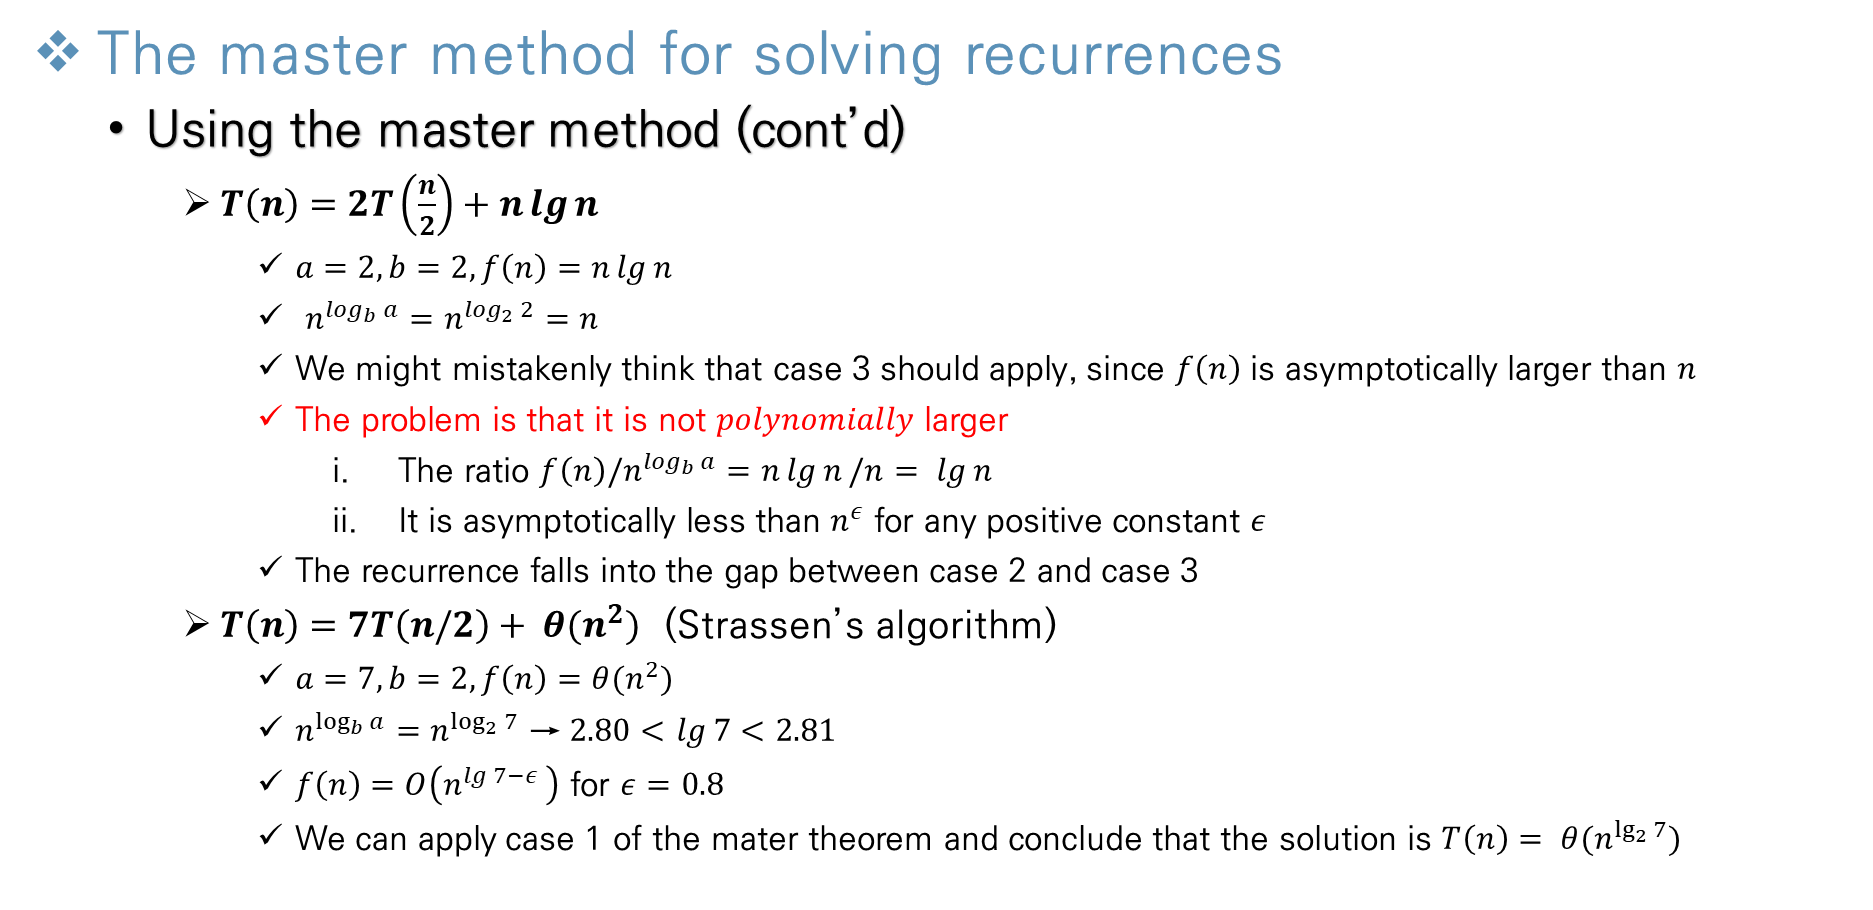 ❖ The master method for solving recurrences
• Using the master method (cont’d)
➢ T(n) = 2T(n/2) + n lg n
✓ a = 2, b = 2, f(n) = n lg n
✓ n^{log_b a} = n^{log_2 2} = n
✓ We might mistakenly think that case 3 should apply, since f(n) is asymptotically larger than n
✓ The problem is that it is not polynomially larger
i. The ratio f(n)/n^{log_b a} = n lg n /n = lg n
ii. It is asymptotically less than n^ϵ for any positive constant ϵ
✓ The recurrence falls into the gap between case 2 and case 3
➢ T(n) = 7T(n/2) + θ(n²) (Strassen’s algorithm)
✓ a = 7, b = 2, f(n) = θ(n²)
✓ n^{log_b a} = n^{log_2 7} → 2.80 < lg 7 < 2.81
✓ f(n) = O(n^{lg 7−ϵ}) for ϵ = 0.8
✓ We can apply case 1 of the mater theorem and conclude that the solution is T(n) = θ(n^{lg_2 7})